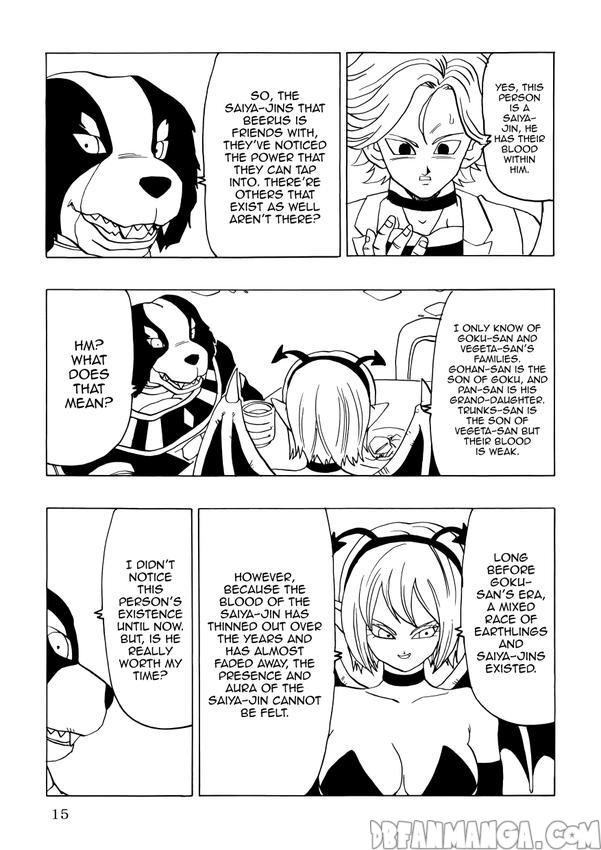 YES, THIS
PERSON
IS A
SAIYA-
JIN, HE
HAS THEIR
BLOOD
WITHIN
HIM.
SO, THE
SAIYA-JINS THAT
BEERUS IS
FRIENDS WITH,
THEY'VE NOTICED
THE POWER THAT
THEY CAN TAP
INTO. THERE'RE
OTHERS THAT
EXIST AS WELL
AREN'T THERE?
I ONLY KNOW OF
GOKU-SAN AND
VEGETA-SAN'S
FAMILIES.
GOHAN-SAN IS THE
SON OF GOKU, AND
PAN-SAN IS HIS
GRAND-DAUGHTER.
TRUNKS-SAN IS
THE SON OF
VEGETA-SAN BUT
THEIR BLOOD
IS WEAK.
HM?
WHAT
DOES
THAT
MEAN?
LONG
BEFORE
GOKU-
SAN'S ERA,
A MIXED
RACE OF
EARTHLINGS
AND
SAIYA-JINS
EXISTED.
HOWEVER,
BECAUSE THE
BLOOD OF THE
SAIYA-JIN HAS
THINNED OUT OVER
THE YEARS AND
HAS ALMOST
FADED AWAY, THE
PRESENCE AND
AURA OF THE
SAIYA-JIN CANNOT
BE FELT.
I DIDN'T
NOTICE
THIS
PERSON'S
EXISTENCE
UNTIL NOW.
BUT, IS HE
REALLY
WORTH MY
TIME?
15
DBFANMANGA.COM